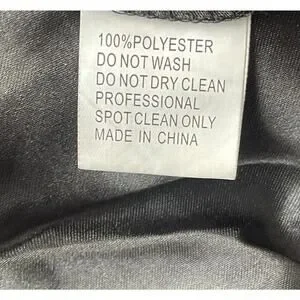 100%POLYESTER
DO NOT WASH
DO NOT DRY CLEAN
PROFESSIONAL
SPOT CLEAN ONLY
MADE IN CHINA